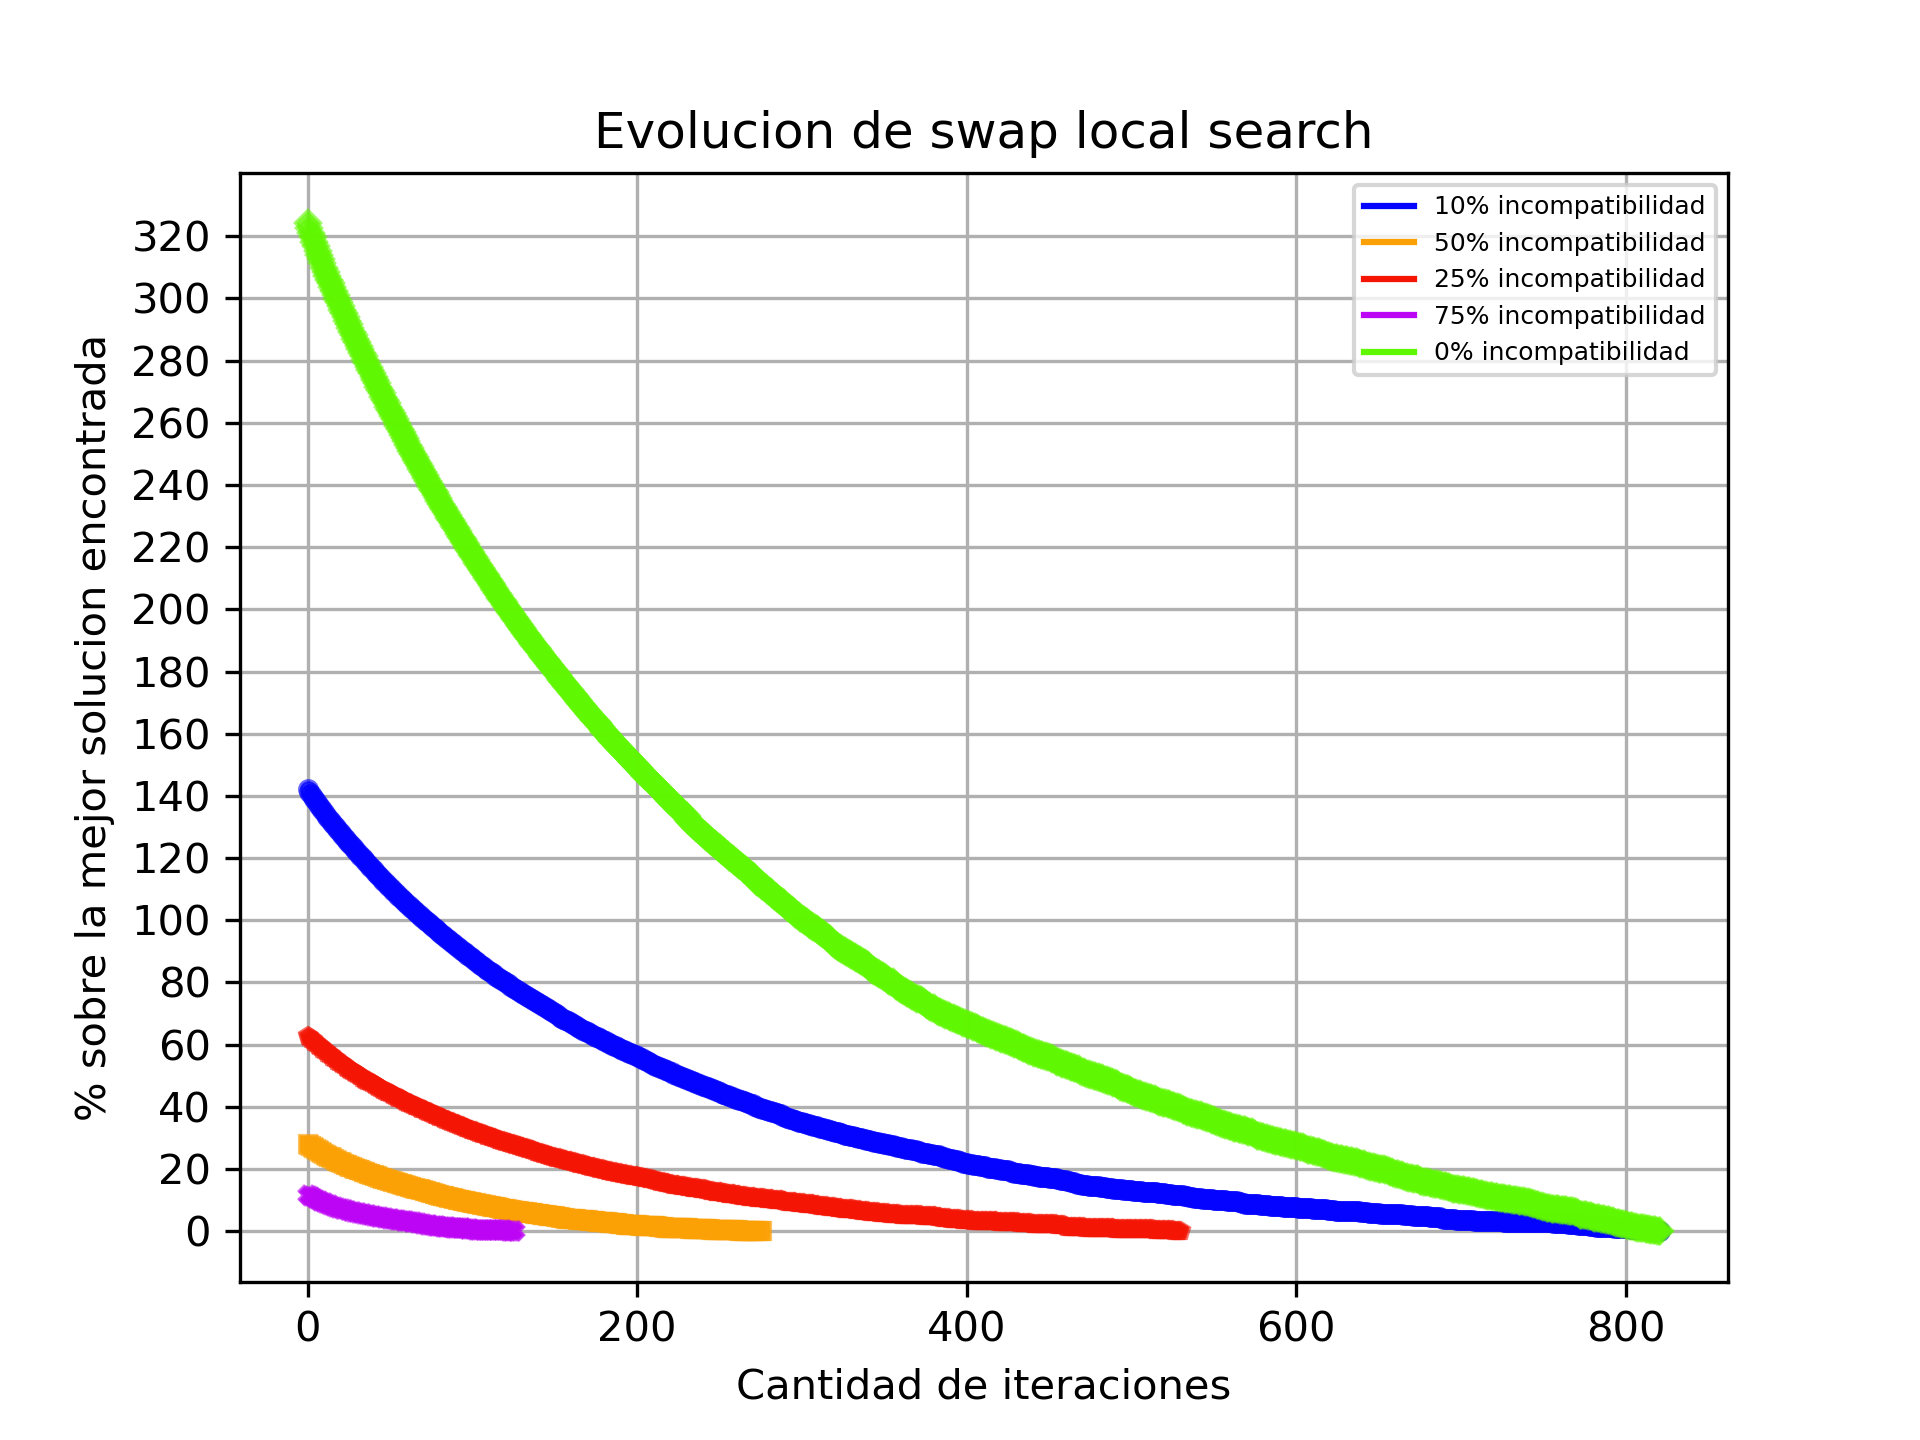 Evolucion de swap local search
10% incompatibilidad
50% incompatibilidad
25% incompatibilidad
75% incompatibilidad
0% incompatibilidad
% sobre la mejor solucion encontrada
320
300
280
260
240
220
200
180
160
140
120
100
80
60
40
20
0
0 200 400 600 800
Cantidad de iteraciones